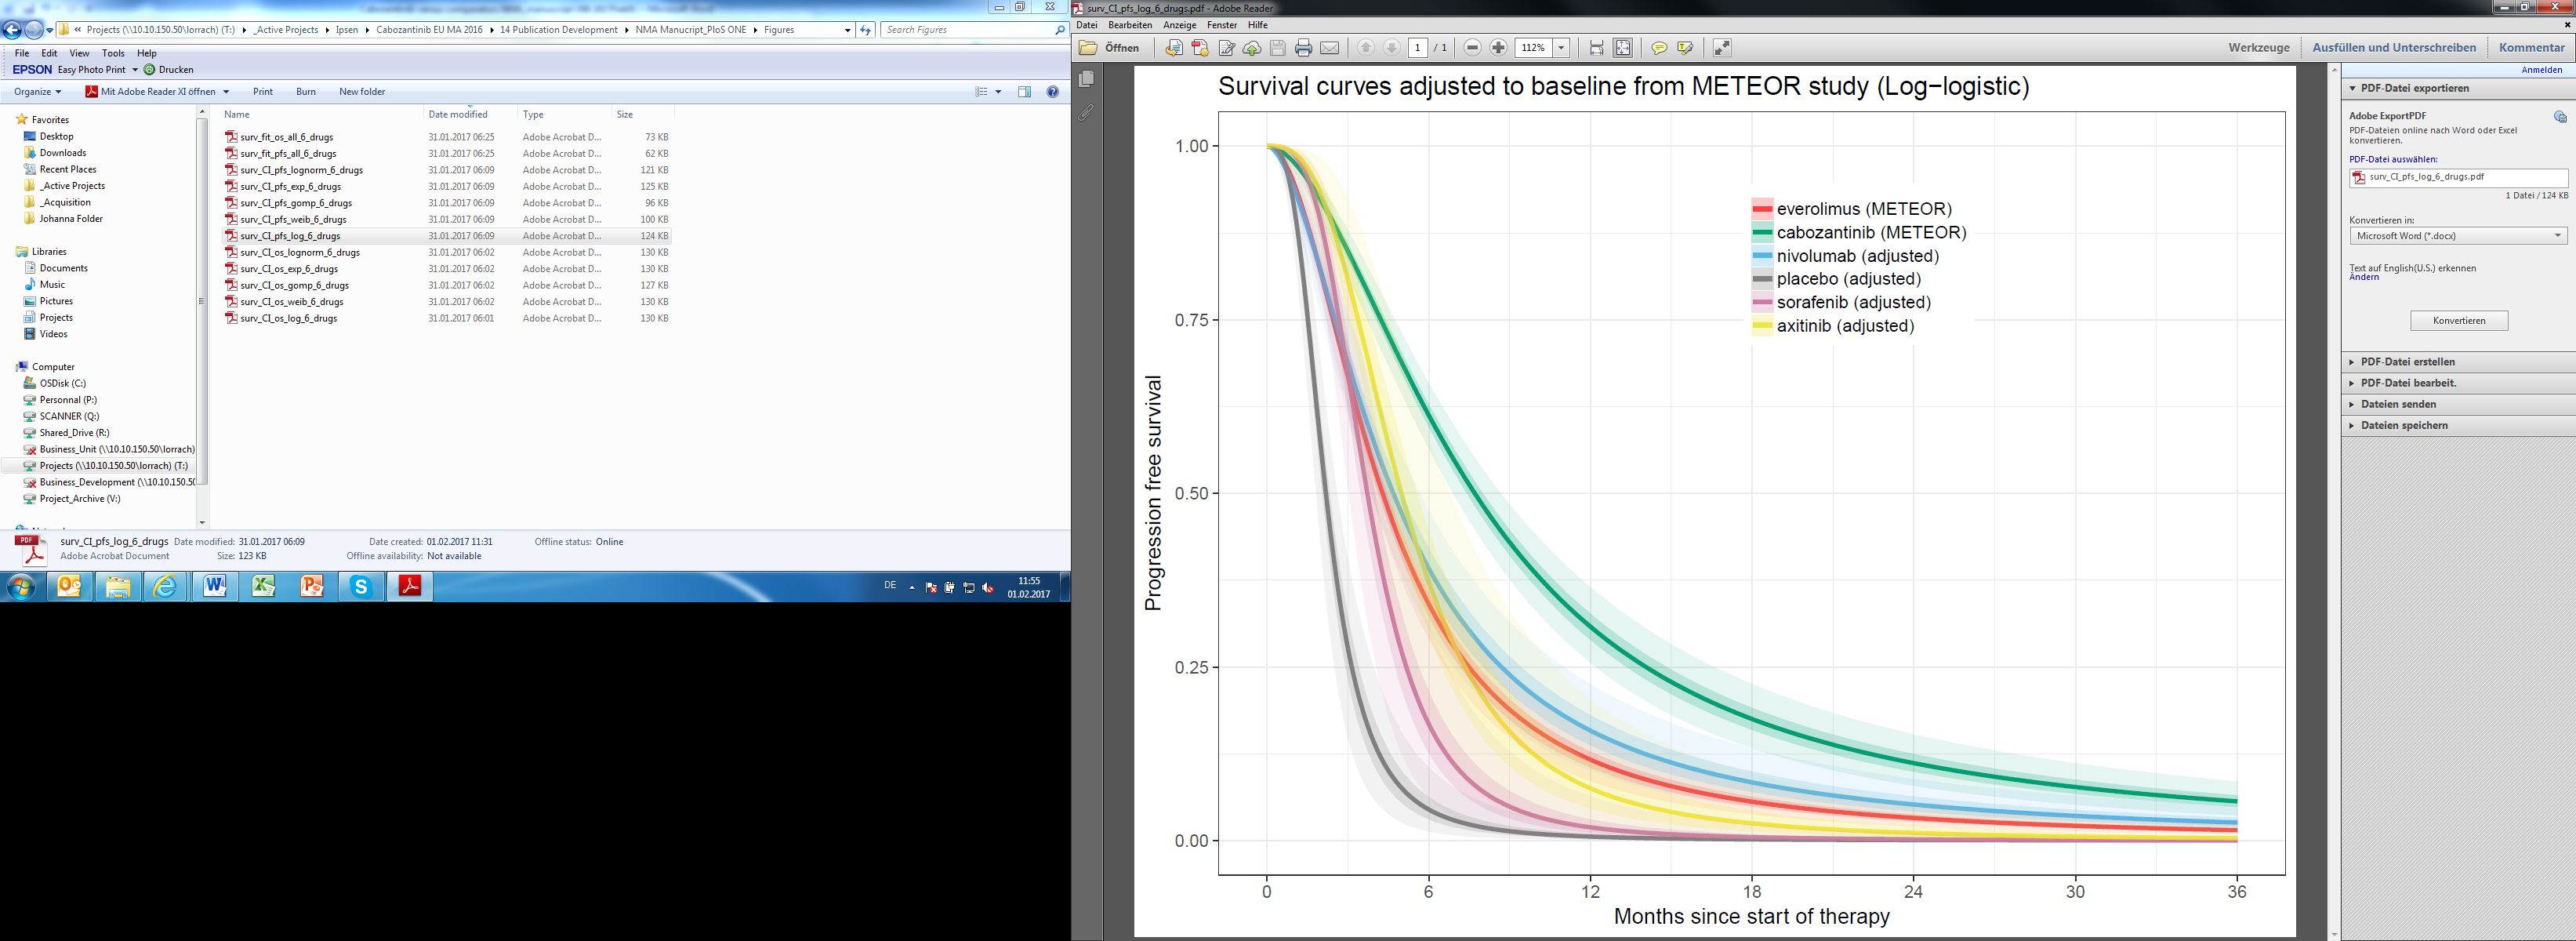 Projects (\\10.10.150.50\lorrach) (T:) ▸ _Active Projects ▸ Ipsen ▸ Cabozantinib EU MA 2016 ▸ 14 Publication Development ▸ NMA Manucript_PloS ONE ▸ Figures
Search Figures
File Edit View Tools Help
EPSON Easy Photo Print Drucken
Organize Mit Adobe Reader XI öffnen Print Burn New folder
Favorites
Desktop
Downloads
Recent Places
_Active Projects
_Acquisition
Johanna Folder
Libraries
Documents
Music
Pictures
Projects
Videos
Computer
OSDisk (C:)
Personnal (P:)
SCANNER (Q:)
Shared_Drive (R:)
Business_Unit (\\10.10.150.50\lorrach)
Projects (\\10.10.150.50\lorrach) (T:)
Business_Development (\\10.10.150.50
Project_Archive (V:)
Name Date modified Type Size
surv_fit_os_all_6_drugs 31.01.2017 06:25 Adobe Acrobat D... 73 KB
surv_fit_pfs_all_6_drugs 31.01.2017 06:25 Adobe Acrobat D... 62 KB
surv_CI_pfs_lognorm_6_drugs 31.01.2017 06:09 Adobe Acrobat D... 121 KB
surv_CI_pfs_exp_6_drugs 31.01.2017 06:09 Adobe Acrobat D... 125 KB
surv_CI_pfs_gomp_6_drugs 31.01.2017 06:09 Adobe Acrobat D... 96 KB
surv_CI_pfs_weib_6_drugs 31.01.2017 06:09 Adobe Acrobat D... 100 KB
surv_CI_pfs_log_6_drugs 31.01.2017 06:09 Adobe Acrobat D... 124 KB
surv_CI_os_lognorm_6_drugs 31.01.2017 06:02 Adobe Acrobat D... 130 KB
surv_CI_os_exp_6_drugs 31.01.2017 06:02 Adobe Acrobat D... 130 KB
surv_CI_os_gomp_6_drugs 31.01.2017 06:02 Adobe Acrobat D... 127 KB
surv_CI_os_weib_6_drugs 31.01.2017 06:02 Adobe Acrobat D... 130 KB
surv_CI_os_log_6_drugs 31.01.2017 06:01 Adobe Acrobat D... 130 KB
PDF
surv_CI_pfs_log_6_drugs Date modified: 31.01.2017 06:09 Date created: 01.02.2017 11:31 Offline status: Online
Adobe Acrobat Document Size: 123 KB Offline availability: Not available
DE
11:55
01.02.2017
surv_CI_pfs_log_6_drugs.pdf - Adobe Reader
Datei Bearbeiten Anzeige Fenster Hilfe
Öffnen 1 / 1 112% Werkzeuge Ausfüllen und Unterschreiben Kommentar
Survival curves adjusted to baseline from METEOR study (Log−logistic)
Progression free survival
1.00
0.75
0.50
0.25
0.00
everolimus (METEOR)
cabozantinib (METEOR)
nivolumab (adjusted)
placebo (adjusted)
sorafenib (adjusted)
axitinib (adjusted)
0 6 12 18 24 30 36
Months since start of therapy
Anmelden
PDF-Datei exportieren
Adobe ExportPDF
PDF-Dateien online nach Word oder Excel
konvertieren.
PDF-Datei auswählen:
surv_CI_pfs_log_6_drugs.pdf
1 Datei / 124 KB
Konvertieren in:
Microsoft Word (*.docx)
Text auf English(U.S.) erkennen
Ändern
Konvertieren
PDF-Datei erstellen
PDF-Datei bearbeit.
Dateien senden
Dateien speichern